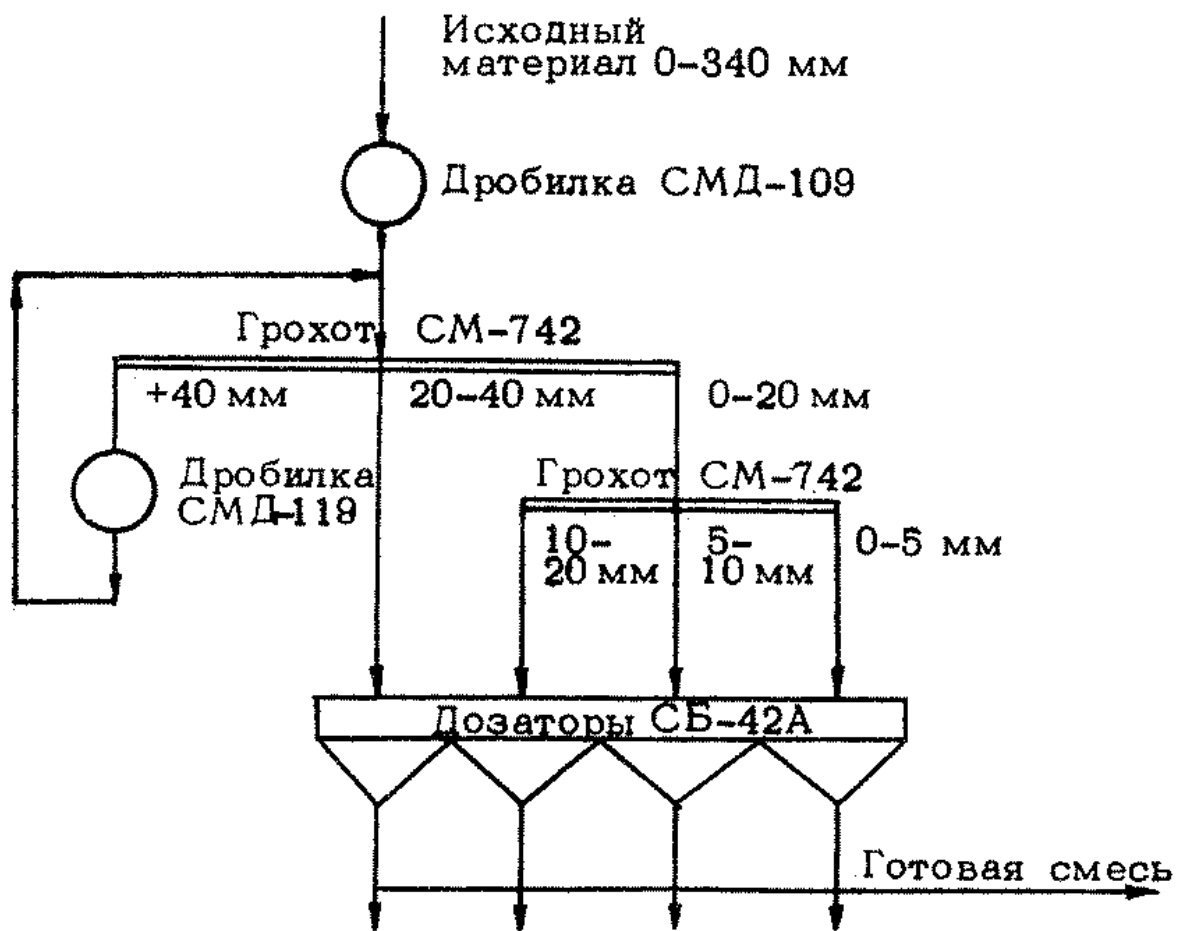 Исходный
материал 0-340 мм
Дробилка СМД-109
Грохот СМ-742
+40 мм
20-40 мм
0-20 мм
Дробилка
СМД-119
Грохот СМ-742
10-
20 мм
5-
10 мм
0-5 мм
Дозаторы СБ-42А
Готовая смесь